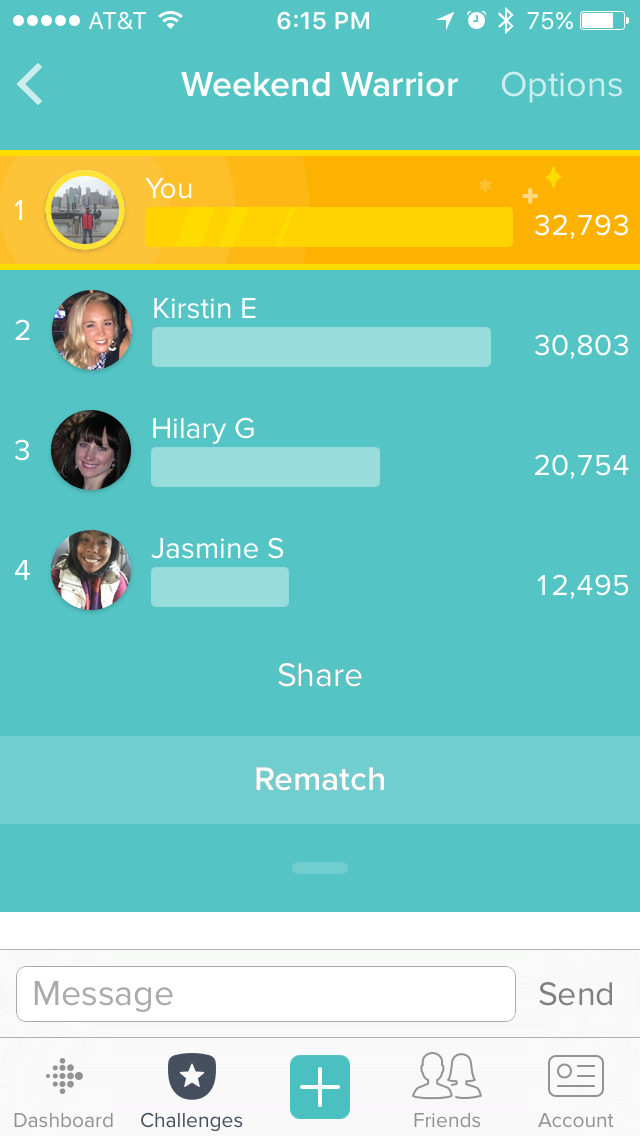 AT&T 6:15 PM 75%
Weekend Warrior Options
1 You 32,793
2 Kirstin E 30,803
3 Hilary G 20,754
4 Jasmine S 12,495
Share
Rematch
Message Send
Dashboard Challenges Friends Account